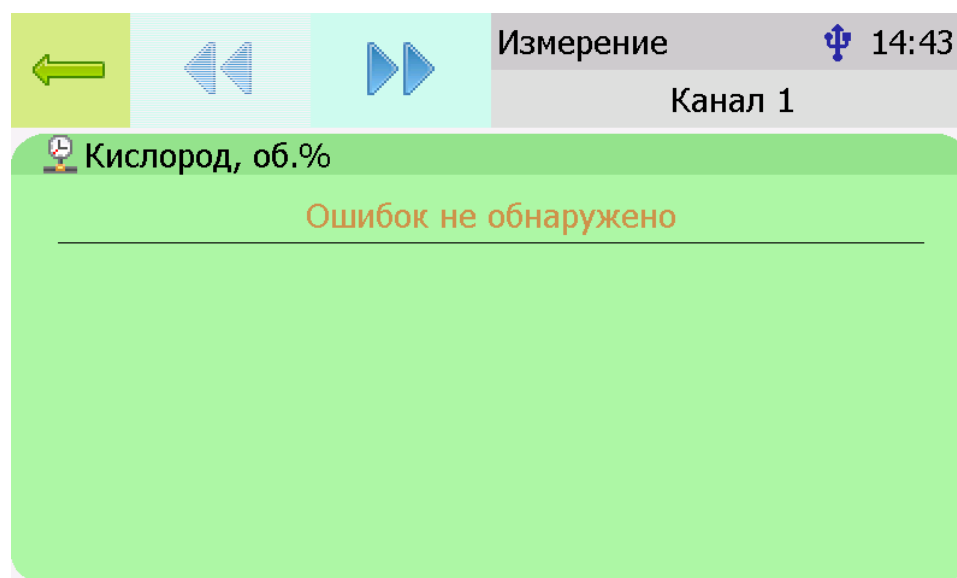 Измерение 14:43
Канал 1
Кислород, об.%
Ошибок не обнаружено